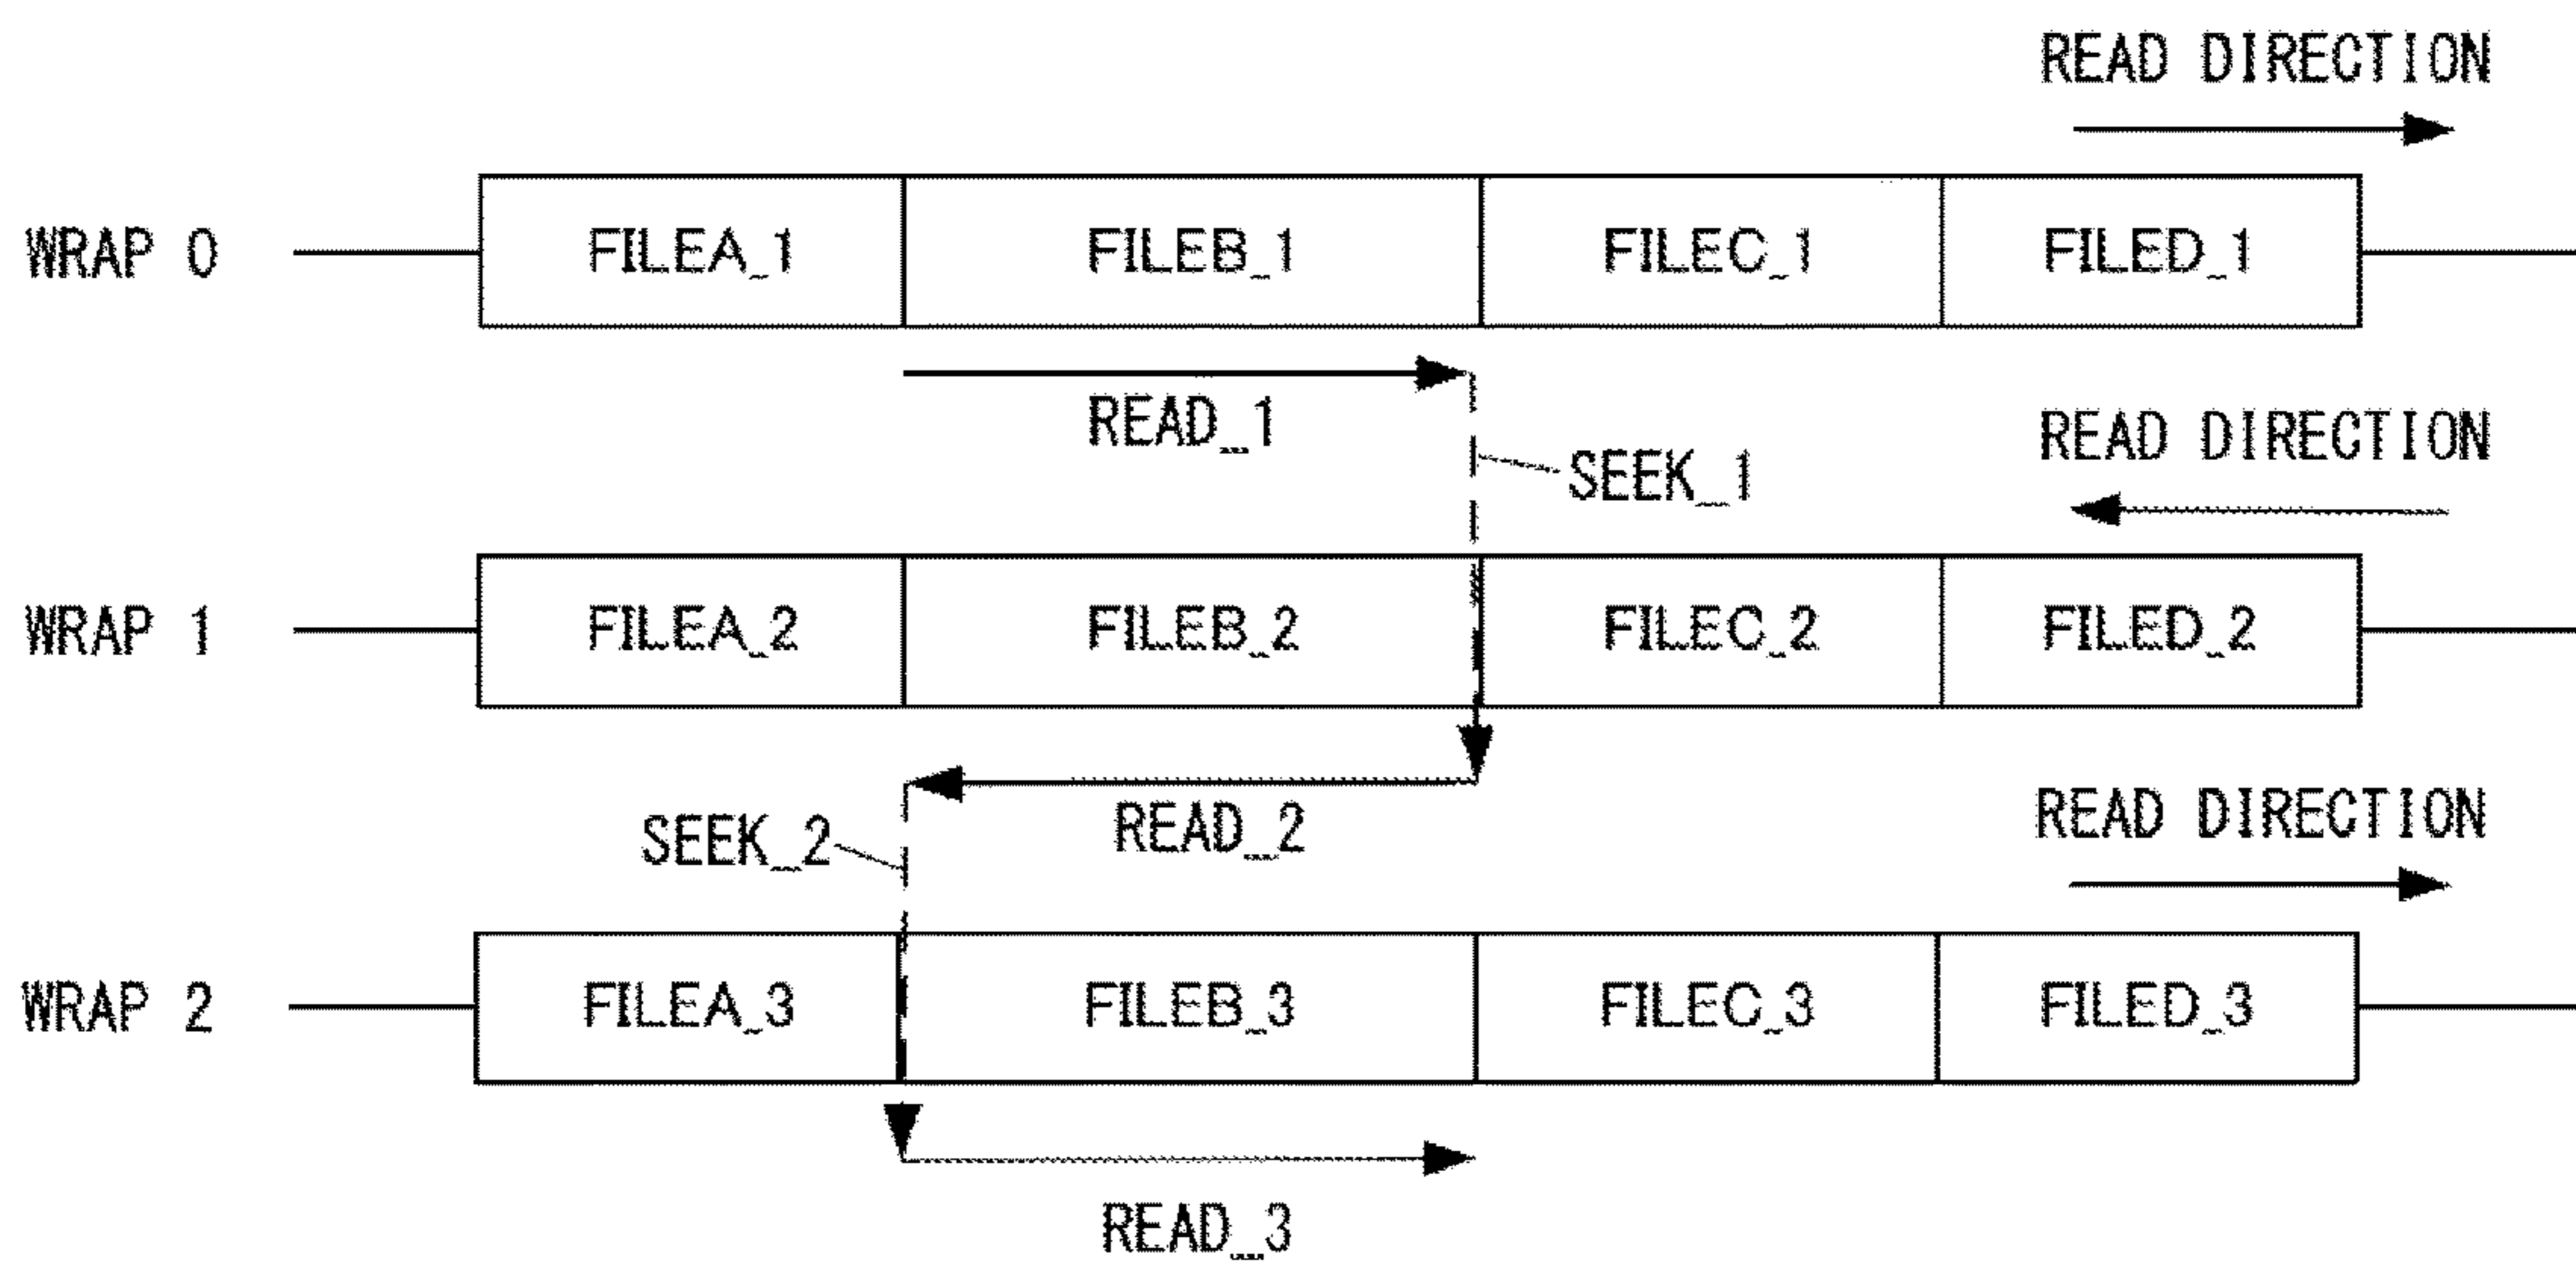 READ DIRECTION
WRAP 0 FILEA_1 FILEB_1 FILEC_1 FILED_1
READ_1
READ DIRECTION
SEEK_1
WRAP 1 FILEA_2 FILEB_2 FILEC_2 FILED_2
SEEK_2 READ_2
READ DIRECTION
WRAP 2 FILEA_3 FILEB_3 FILEC_3 FILED_3
READ_3